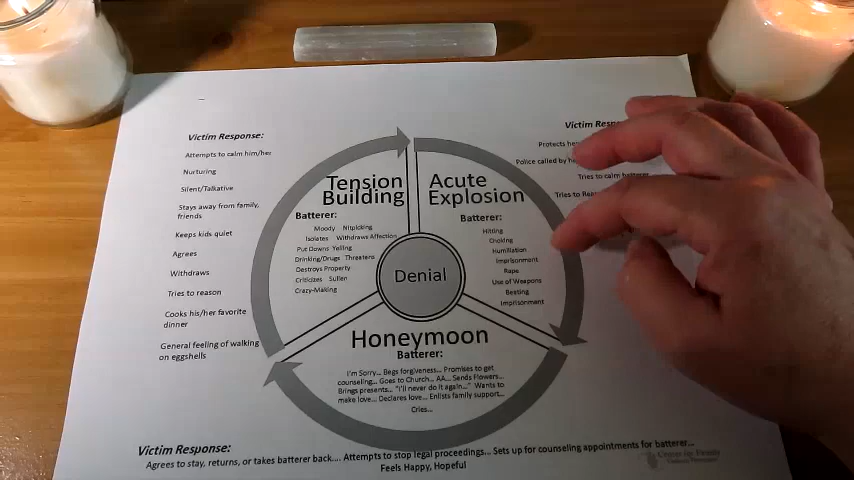 Victim Response:
Attempts to calm him/her
Nurturing
Silent/Talkative
Stays away from family,
friends
Keeps kids quiet
Agrees
Withdraws
Tries to reason
Cooks his/her favorite
dinner
General feeling of walking
on eggshells
Tension
Building
Batterer:
Moody Nitpicking
Isolates Withdraws Affection
Put Downs Yelling
Drinking/Drugs Threatens
Destroys Property
Criticizes Sullen
Crazy-Making
Acute
Explosion
Batterer:
Hitting
Choking
Humiliation
Imprisonment
Rape
Use of Weapons
Beating
Imprisonment
Victim
Protects
Police called by
Tries to calm batterer
Tries to
Denial
Honeymoon
Batterer:
I'm Sorry... Begs forgiveness... Promises to get
counseling... Goes to Church... AA... Sends Flowers...
Brings presents... "I'll never do it again..." Wants to
make love... Declares love... Enlists family support...
Cries...
Victim Response:
Agrees to stay, returns, or takes batterer back.... Attempts to stop legal proceedings... Sets up for counseling appointments for batterer...
Feels Happy, Hopeful
Center for Family